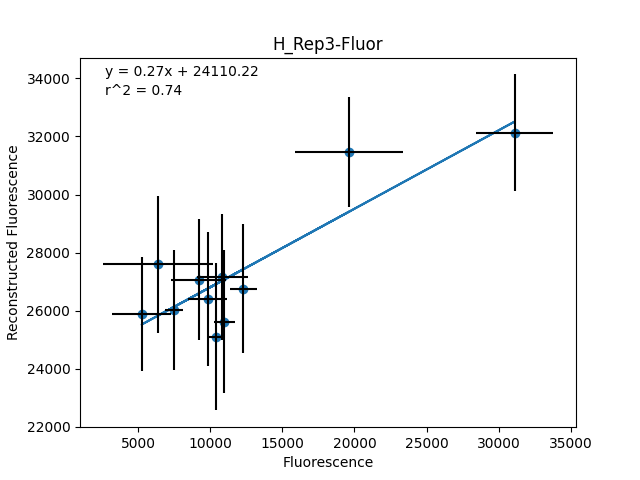 H_Rep3-Fluor
y = 0.27x + 24110.22
r^2 = 0.74
34000
32000
30000
28000
26000
24000
22000
Reconstructed Fluorescence
5000 10000 15000 20000 25000 30000 35000
Fluorescence